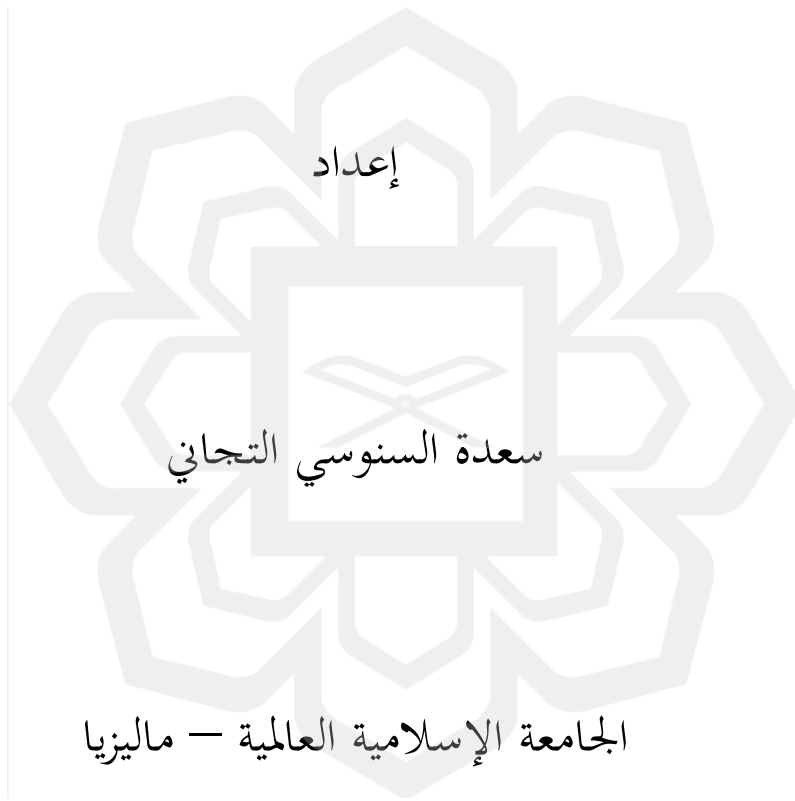 إعداد
سعدة السنوسي التجاني
الجامعة الإسلامية العالمية – ماليزيا